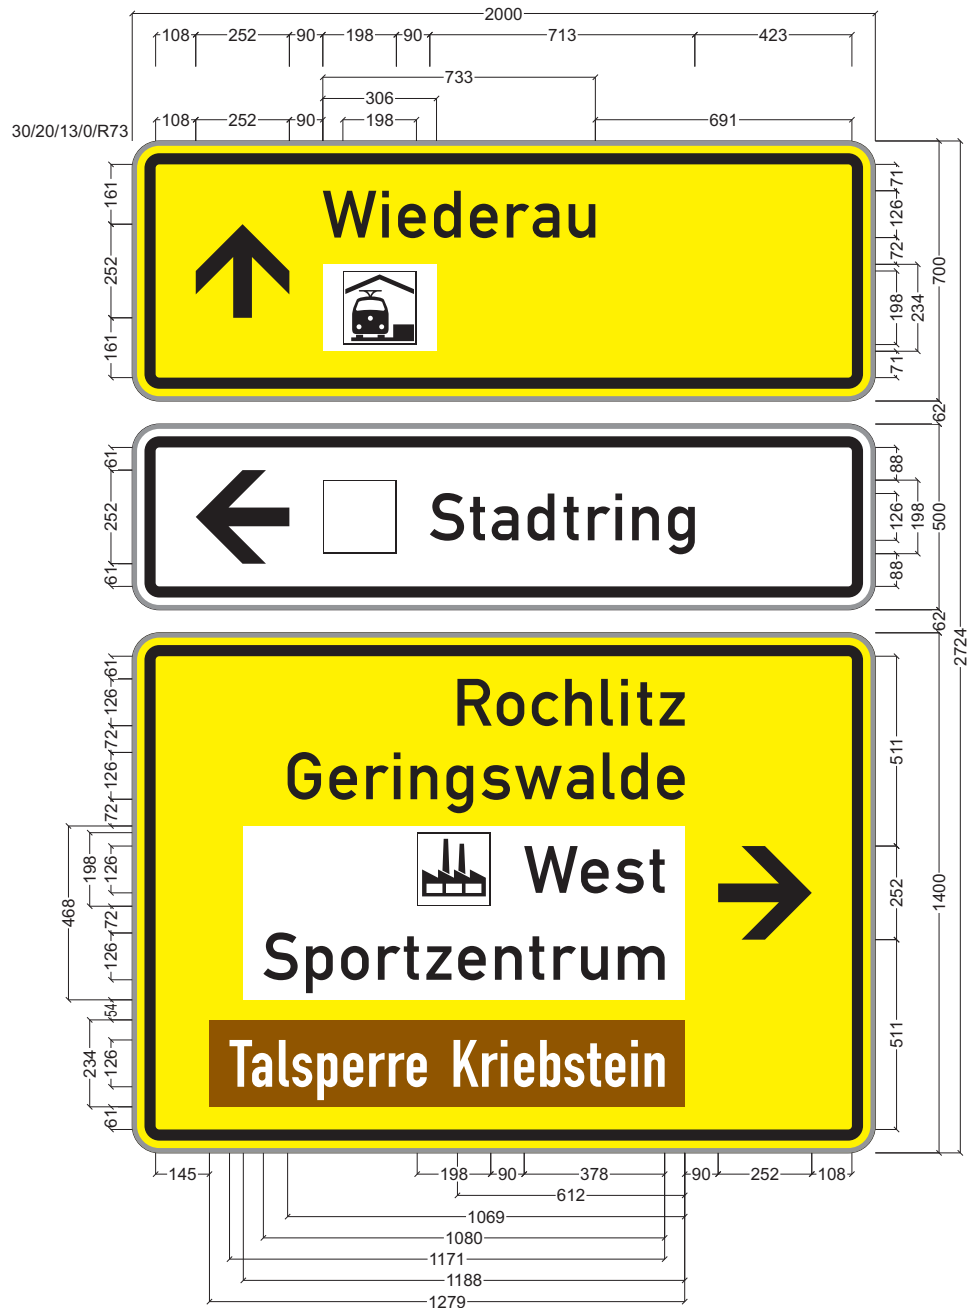 2000
108 252 90 198 90 713 423
733
306
30/20/13/0/R73 108 252 90 198 691
161 252 161
Wiederau
71 126 72 198 71
234
700
62
61 252 61
Stadtring
88 126 88
198
500
62
2724
61 126 72 126 72 126 72 126 54 126 61
198
468
234
Rochlitz
Geringswalde
West
Sportzentrum
Talsperre Kriebstein
511 252 511
1400
145 198 90 378 90 252 108
612
1069
1080
1171
1188
1279